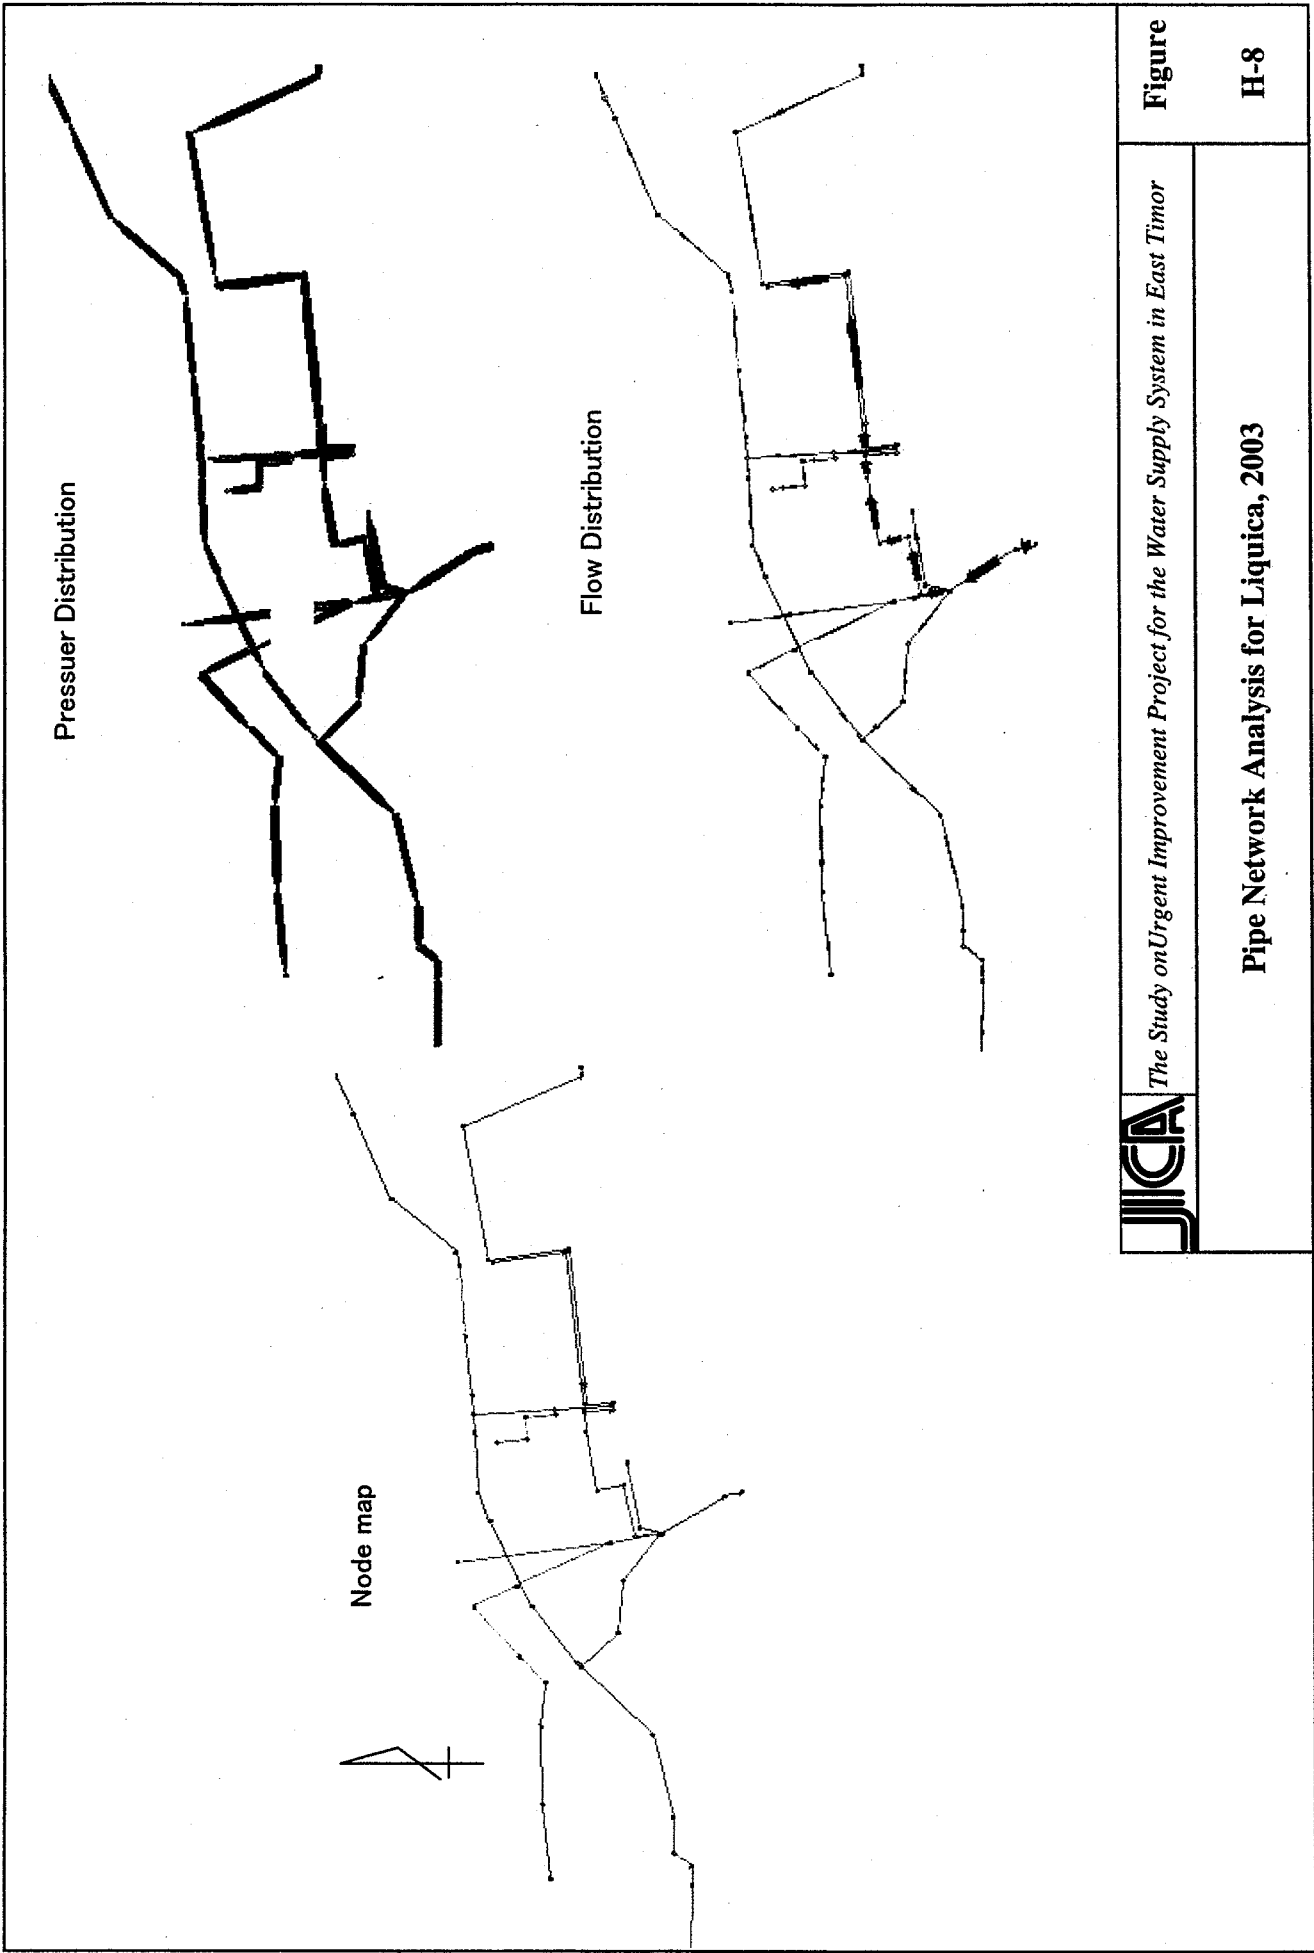 Pressuer Distribution
Flow Distribution
Node map
JICA
The Study onUrgent Improvement Project for the Water Supply System in East Timor
Figure
Pipe Network Analysis for Liquica, 2003
H-8